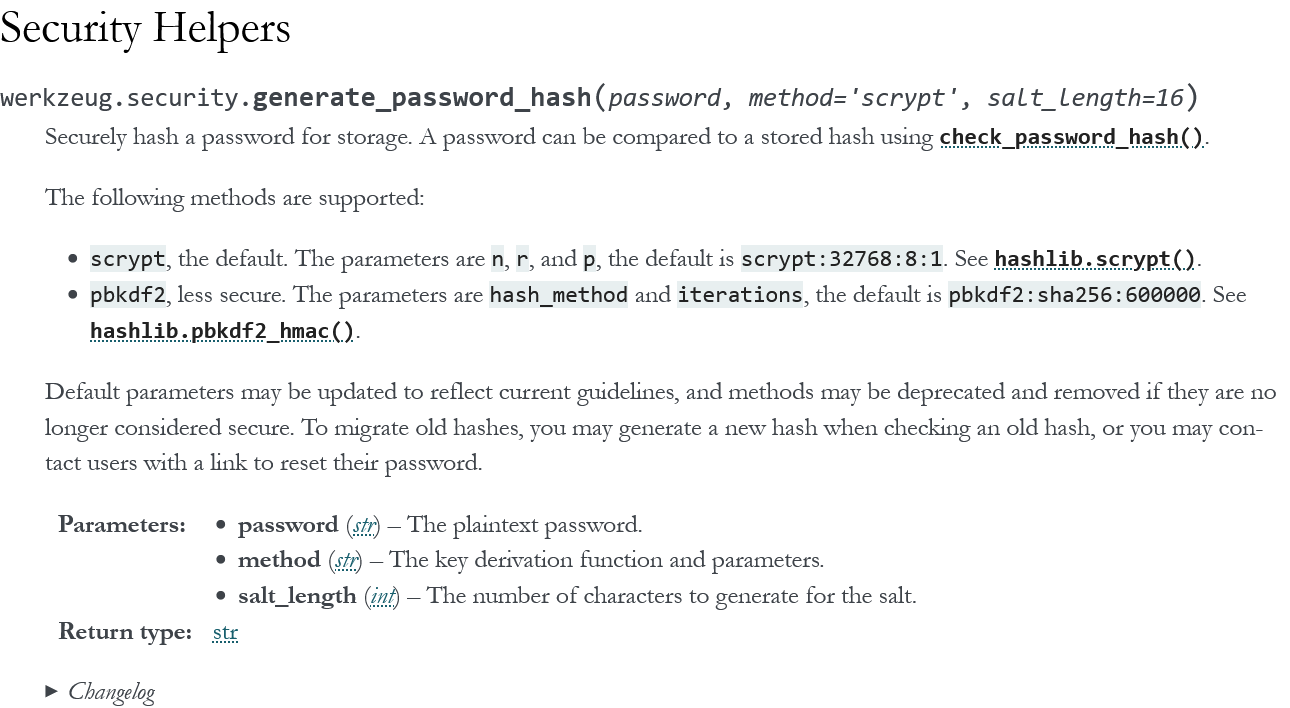 Security Helpers
werkzeug.security.generate_password_hash(password, method='scrypt', salt_length=16)
Securely hash a password for storage. A password can be compared to a stored hash using check_password_hash().
The following methods are supported:
• scrypt, the default. The parameters are n, r, and p, the default is scrypt:32768:8:1. See hashlib.scrypt().
• pbkdf2, less secure. The parameters are hash_method and iterations, the default is pbkdf2:sha256:600000. See
hashlib.pbkdf2_hmac().
Default parameters may be updated to reflect current guidelines, and methods may be deprecated and removed if they are no
longer considered secure. To migrate old hashes, you may generate a new hash when checking an old hash, or you may con-
tact users with a link to reset their password.
Parameters: • password (str) – The plaintext password.
• method (str) – The key derivation function and parameters.
• salt_length (int) – The number of characters to generate for the salt.
Return type: str
▶ Changelog